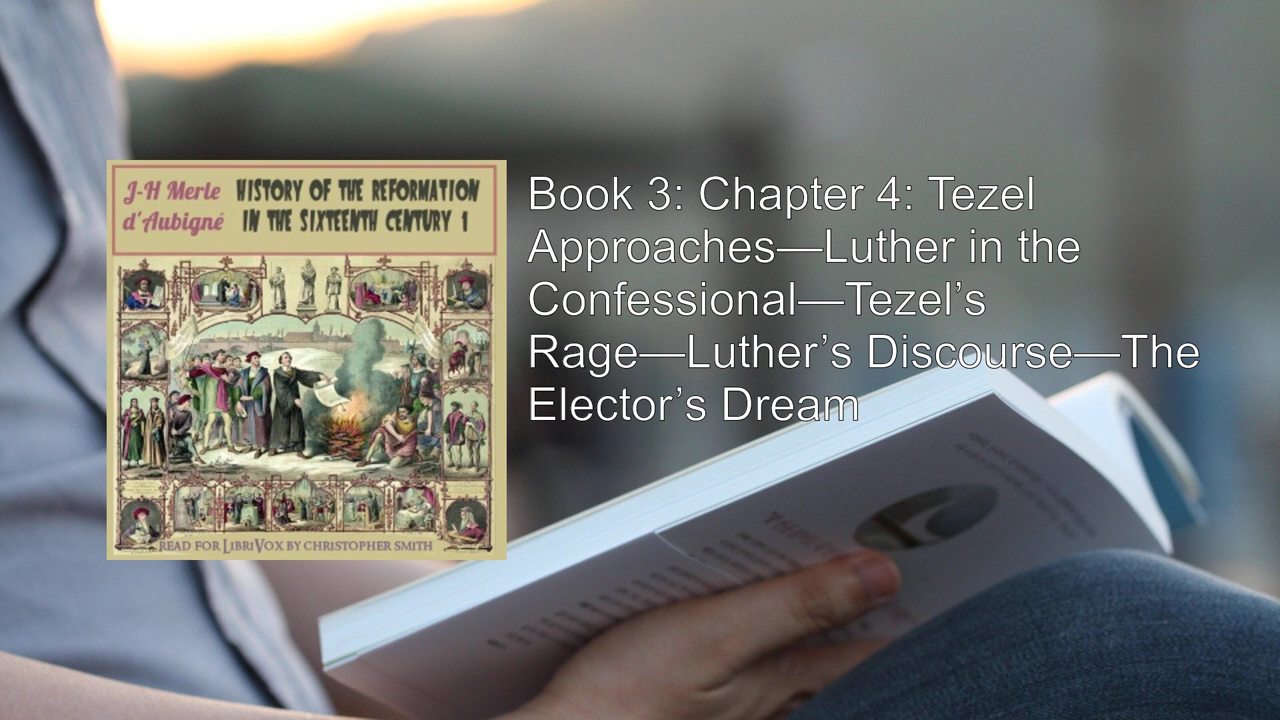 J-H Merle
d'Aubigné
HISTORY OF THE REFORMATION
IN THE SIXTEENTH CENTURY 1
READ FOR LIBRIVOX BY CHRISTOPHER SMITH
Book 3: Chapter 4: Tezel
Approaches—Luther in the
Confessional—Tezel’s
Rage—Luther’s Discourse—The
Elector’s Dream